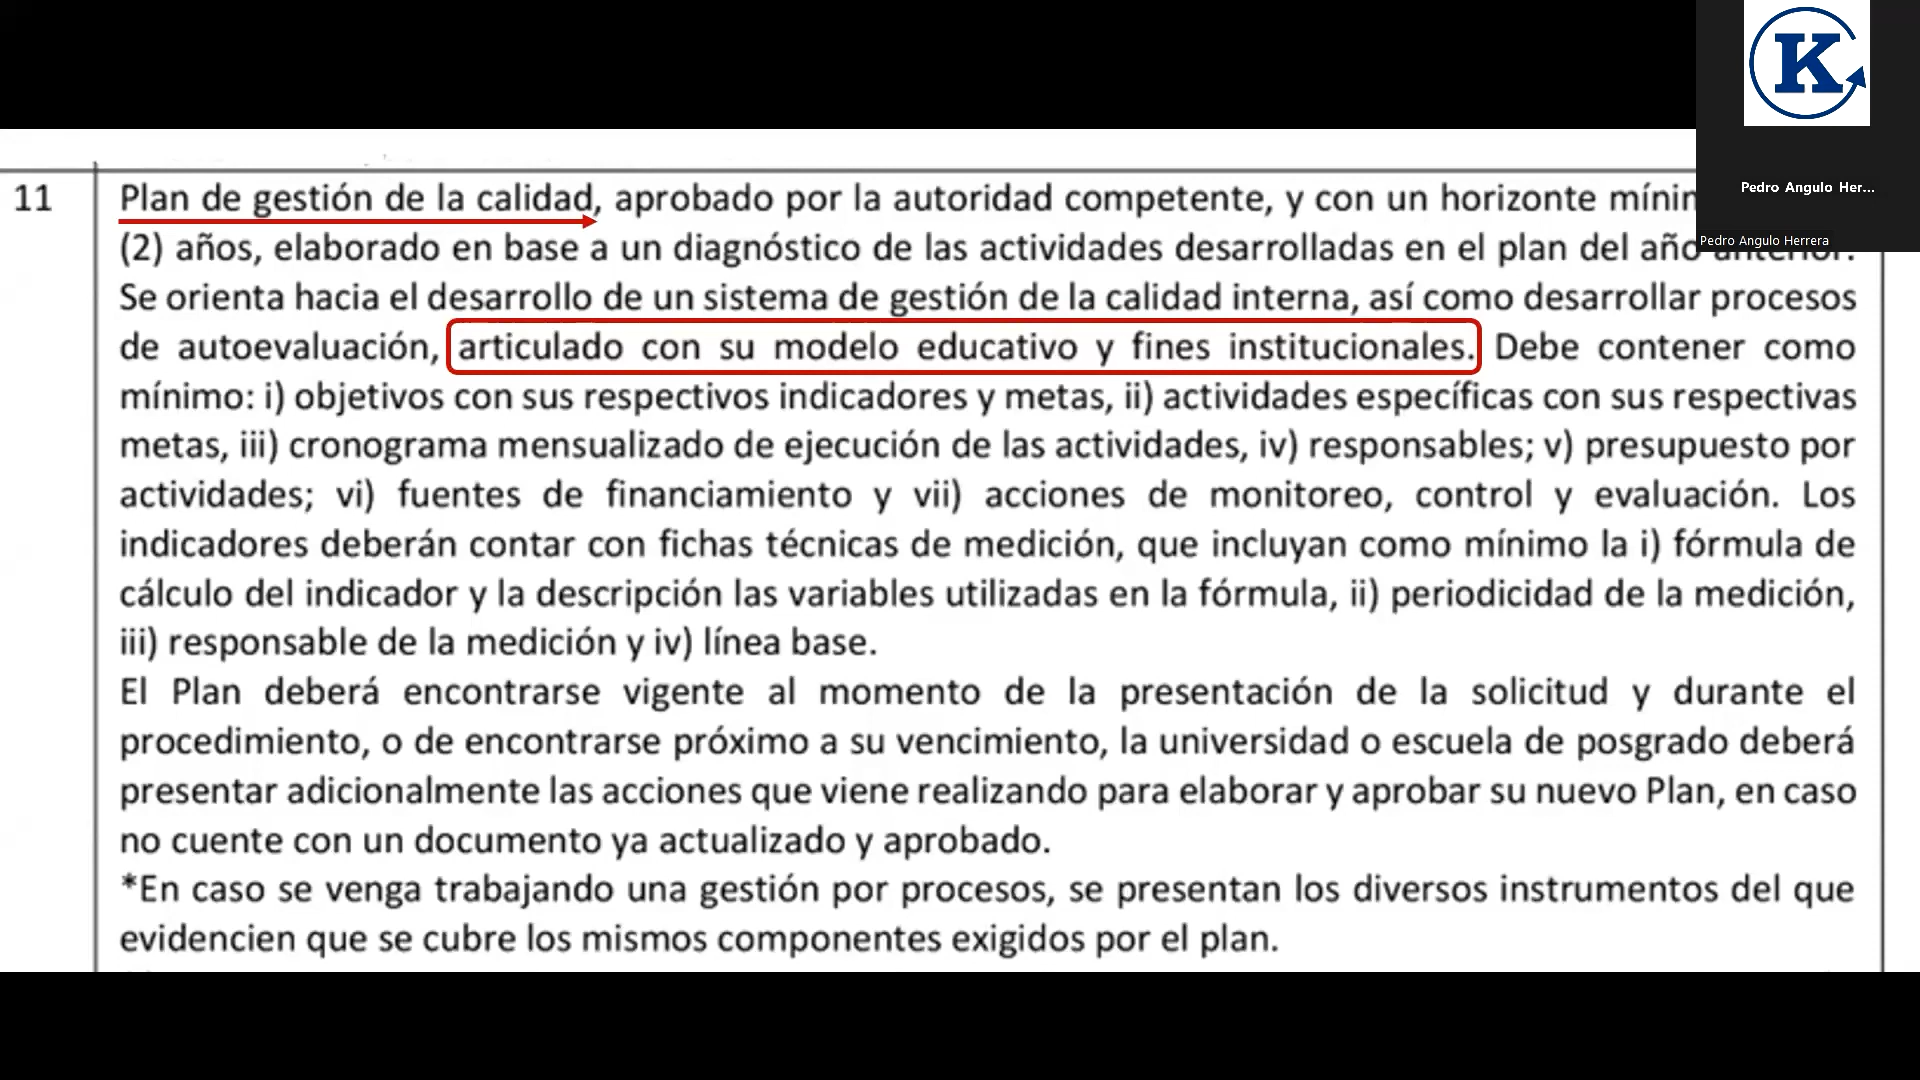 K
Pedro Angulo Her...
Pedro Angulo Herrera
11
Plan de gestión de la calidad, aprobado por la autoridad competente, y con un horizonte
(2) años, elaborado en base a un diagnóstico de las actividades desarrolladas en el plan del año anterior.
Se orienta hacia el desarrollo de un sistema de gestión de la calidad interna, así como desarrollar procesos
de autoevaluación, articulado con su modelo educativo y fines institucionales. Debe contener como
mínimo: i) objetivos con sus respectivos indicadores y metas, ii) actividades específicas con sus respectivas
metas, iii) cronograma mensualizado de ejecución de las actividades, iv) responsables; v) presupuesto por
actividades; vi) fuentes de financiamiento y vii) acciones de monitoreo, control y evaluación. Los
indicadores deberán contar con fichas técnicas de medición, que incluyan como mínimo la i) fórmula de
cálculo del indicador y la descripción las variables utilizadas en la fórmula, ii) periodicidad de la medición,
iii) responsable de la medición y iv) línea base.
El Plan deberá encontrarse vigente al momento de la presentación de la solicitud y durante el
procedimiento, o de encontrarse próximo a su vencimiento, la universidad o escuela de posgrado deberá
presentar adicionalmente las acciones que viene realizando para elaborar y aprobar su nuevo Plan, en caso
no cuente con un documento ya actualizado y aprobado.
*En caso se venga trabajando una gestión por procesos, se presentan los diversos instrumentos del que
evidencien que se cubre los mismos componentes exigidos por el plan.